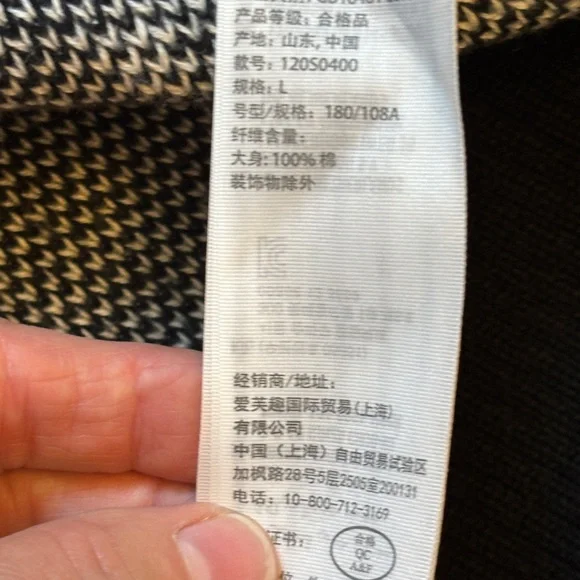 产品等级: 合格品
产地: 山东, 中国
款号: 120S0400
规格: L
号型/规格: 180/108A
纤维含量:
大身: 100% 棉
装饰物除外
经销商/地址:
爱芙趣国际贸易(上海)
有限公司
中国（上海）自由贸易试验区
加枫路28号5层2505室200131
电话: 10-800-712-3169
证书:
合格
QC
A&F